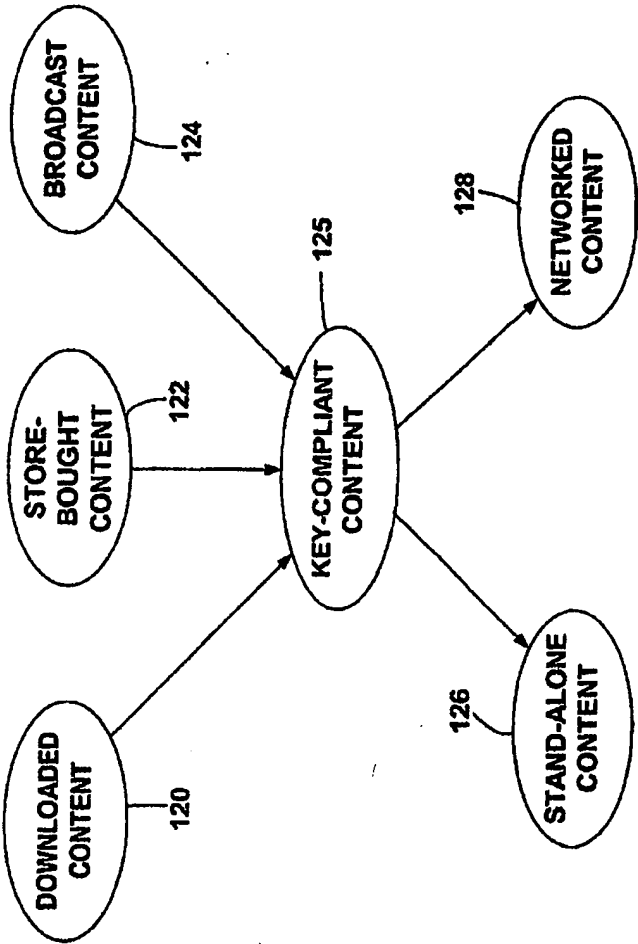 DOWNLOADED
CONTENT
120
STORE-
BOUGHT
CONTENT
122
BROADCAST
CONTENT
124
KEY-COMPLIANT
CONTENT
125
126
STAND-ALONE
CONTENT
128
NETWORKED
CONTENT